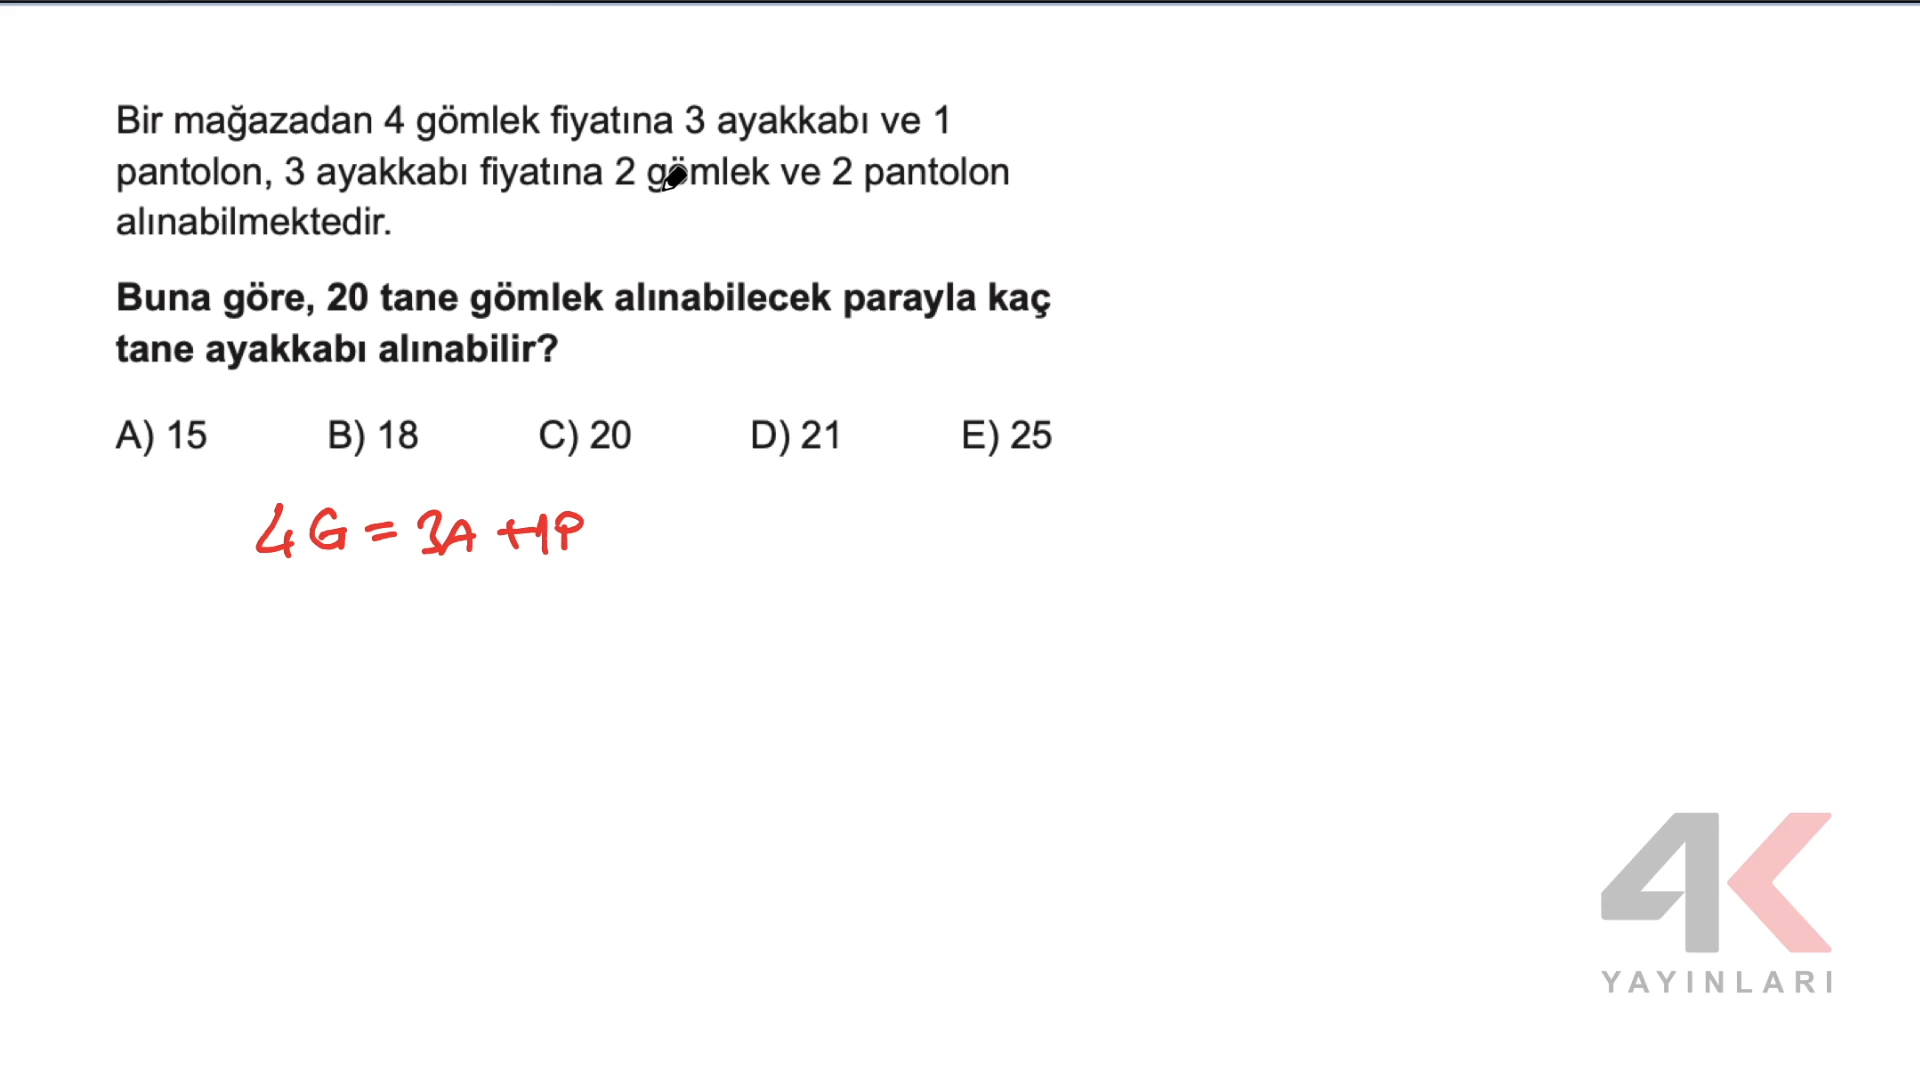 Bir mağazadan 4 gömlek fiyatına 3 ayakkabı ve 1
pantolon, 3 ayakkabı fiyatına 2 gömlek ve 2 pantolon
alınabilmektedir.
Buna göre, 20 tane gömlek alınabilecek parayla kaç
tane ayakkabı alınabilir?
A) 15 B) 18 C) 20 D) 21 E) 25
4G = 3A + 1P
4K
YAYINLARI